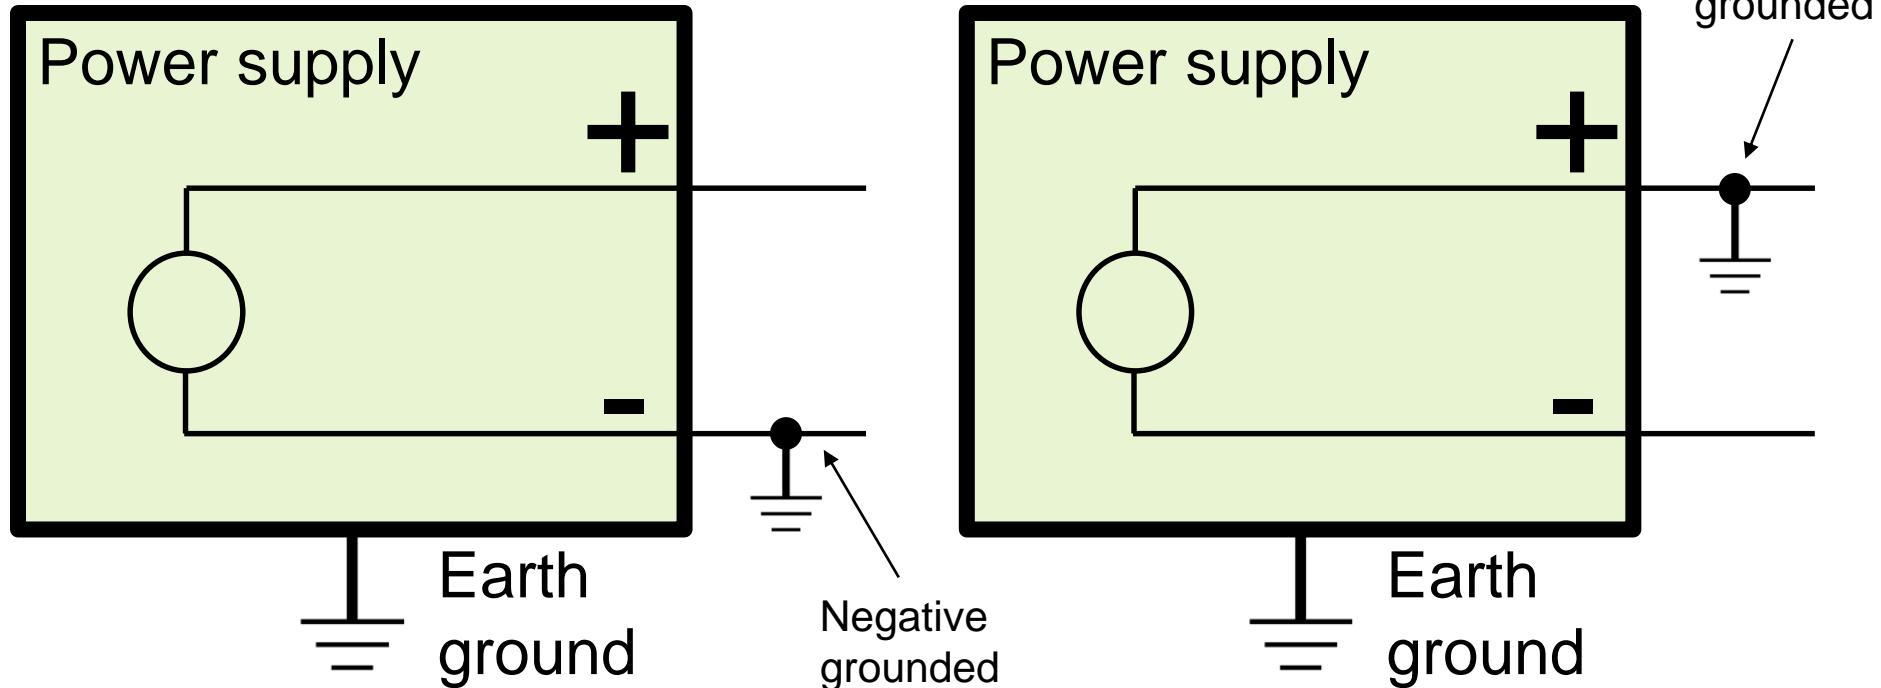 Power supply
+
-
Earth
ground
Negative
grounded
grounded
Power supply
+
-
Earth
ground